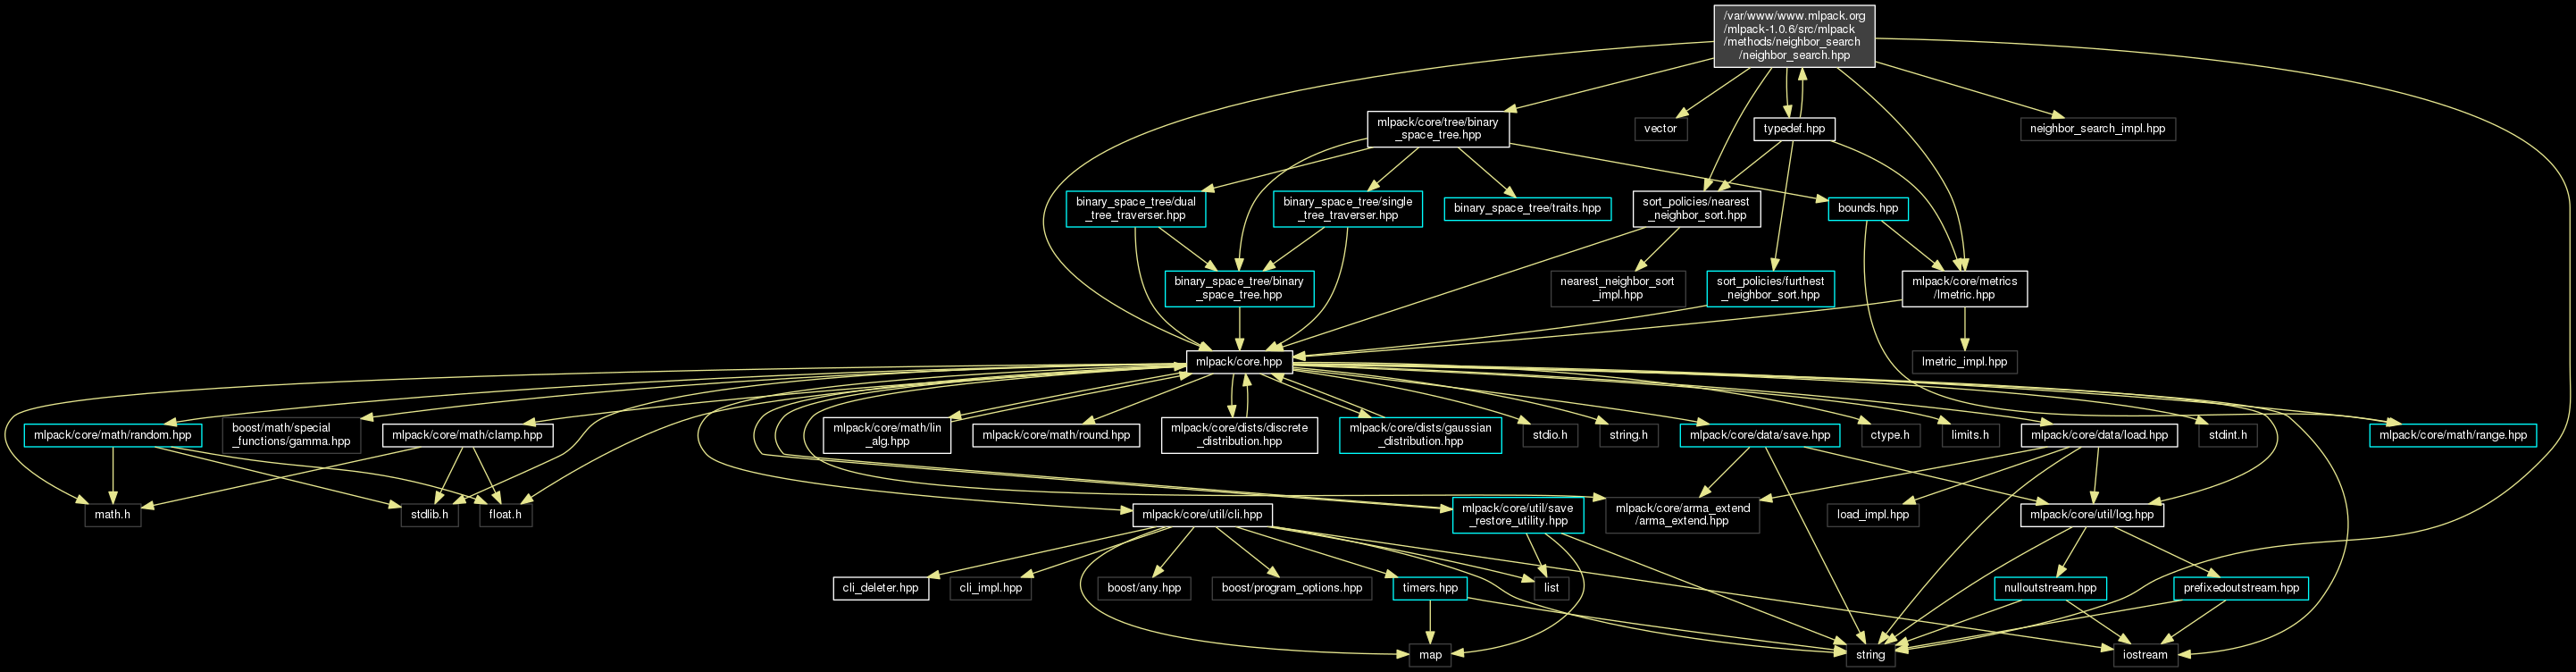 /var/www/www.mlpack.org
/mlpack-1.0.6/src/mlpack
/methods/neighbor_search
/neighbor_search.hpp
mlpack/core/tree/binary
_space_tree.hpp
vector
typedef.hpp
neighbor_search_impl.hpp
binary_space_tree/dual
_tree_traverser.hpp
binary_space_tree/single
_tree_traverser.hpp
binary_space_tree/traits.hpp
sort_policies/nearest
_neighbor_sort.hpp
bounds.hpp
binary_space_tree/binary
_space_tree.hpp
nearest_neighbor_sort
_impl.hpp
sort_policies/furthest
_neighbor_sort.hpp
mlpack/core/metrics
/lmetric.hpp
mlpack/core.hpp
lmetric_impl.hpp
mlpack/core/math/random.hpp
boost/math/special
_functions/gamma.hpp
mlpack/core/math/clamp.hpp
mlpack/core/math/lin
_alg.hpp
mlpack/core/math/round.hpp
mlpack/core/dists/discrete
_distribution.hpp
mlpack/core/dists/gaussian
_distribution.hpp
stdio.h
string.h
mlpack/core/data/save.hpp
ctype.h
limits.h
mlpack/core/data/load.hpp
stdint.h
mlpack/core/math/range.hpp
math.h
stdlib.h
float.h
mlpack/core/util/cli.hpp
mlpack/core/util/save
_restore_utility.hpp
mlpack/core/arma_extend
/arma_extend.hpp
load_impl.hpp
mlpack/core/util/log.hpp
cli_deleter.hpp
cli_impl.hpp
boost/any.hpp
boost/program_options.hpp
timers.hpp
list
nulloutstream.hpp
prefixedoutstream.hpp
map
string
iostream